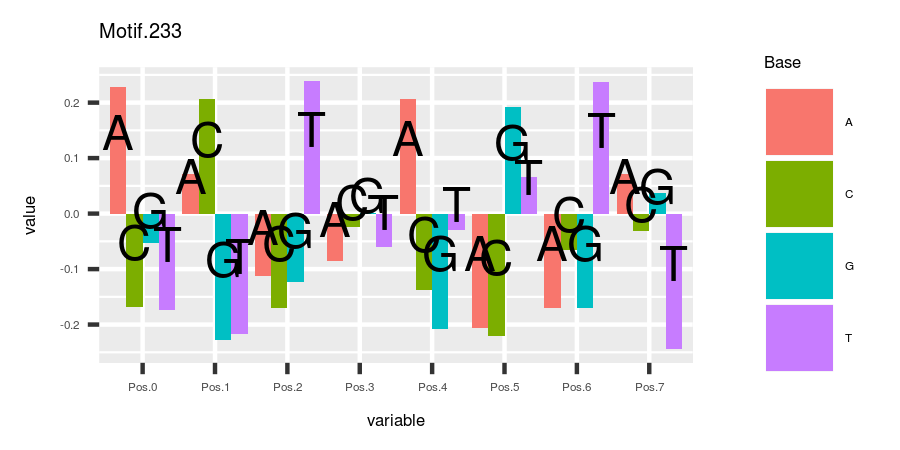 Motif.233
Base
A
C
G
T
value
0.2
0.1
0.0
-0.1
-0.2
A C G T A C G T A C G T A C G T A C G T A C G T A C G T A C G T
Pos.0 Pos.1 Pos.2 Pos.3 Pos.4 Pos.5 Pos.6 Pos.7
variable